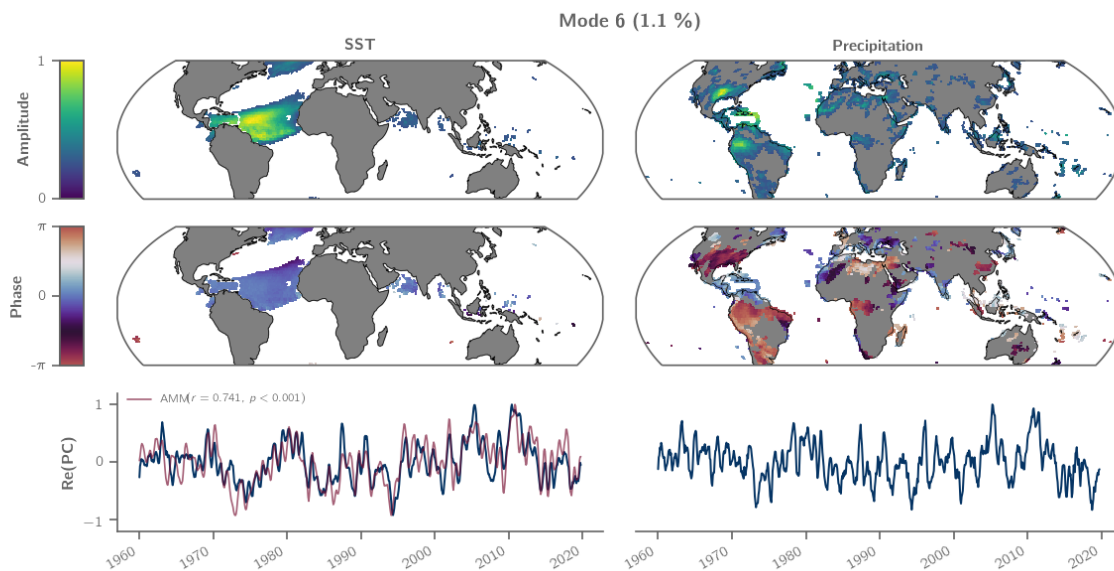 Mode 6 (1.1 %)
SST
Precipitation
1
Amplitude
0
π
Phase
0
-π
AMM(r = 0.741, p < 0.001)
1
Re(PC)
0
−1
1960
1970
1980
1990
2000
2010
2020
1960
1970
1980
1990
2000
2010
2020